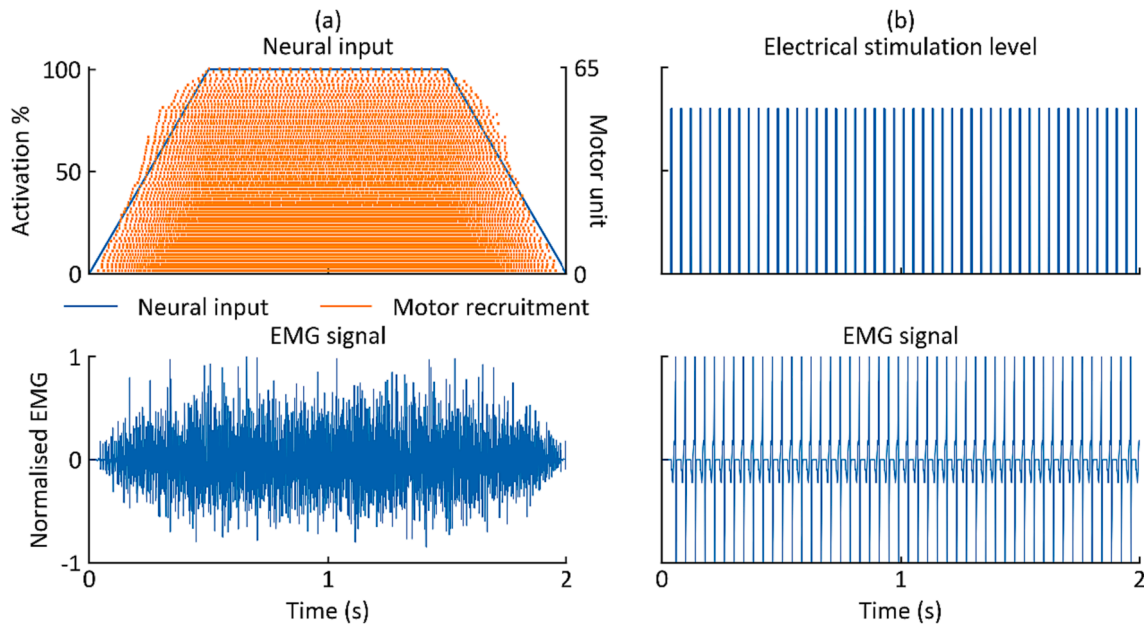 (a)
Neural input
100
50
0
Activation %
65
0
Motor unit
Neural input
Motor recruitment
EMG signal
1
0
-1
Normalised EMG
0
1
2
Time (s)
(b)
Electrical stimulation level
EMG signal
0
1
2
Time (s)